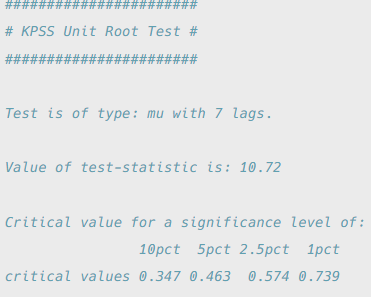 #######################
# KPSS Unit Root Test #
#######################
Test is of type: mu with 7 lags.
Value of test-statistic is: 10.72
Critical value for a significance level of:
10pct 5pct 2.5pct 1pct
critical values 0.347 0.463 0.574 0.739